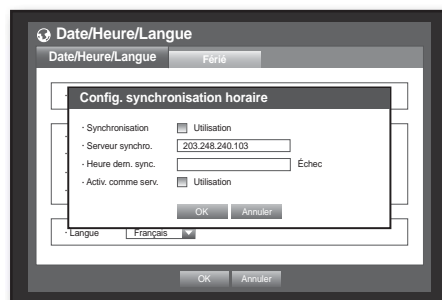 Date/Heure/Langue
Date/Heure/Langue Férié
Config. synchronisation horaire
· Synchronisation Utilisation
· Serveur synchro. 203.248.240.103
· Heure dern. sync. Échec
· Activ. comme serv. Utilisation
OK Annuler
· Langue Français
OK Annuler